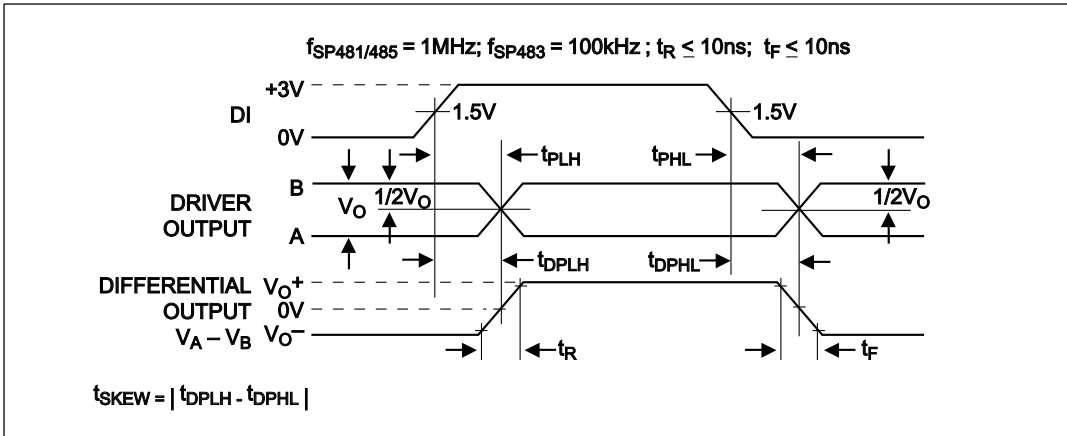 fSP481/485 = 1MHz; fSP483 = 100kHz ; tR ≤ 10ns; tF ≤ 10ns
+3V
DI
1.5V
1.5V
0V
tPLH
tPHL
B
DRIVER
OUTPUT
VO
1/2VO
1/2VO
A
tDPLH
tDPHL
DIFFERENTIAL
OUTPUT
VA – VB
VO+
0V
VO–
tR
tF
tSKEW = | tDPLH - tDPHL |